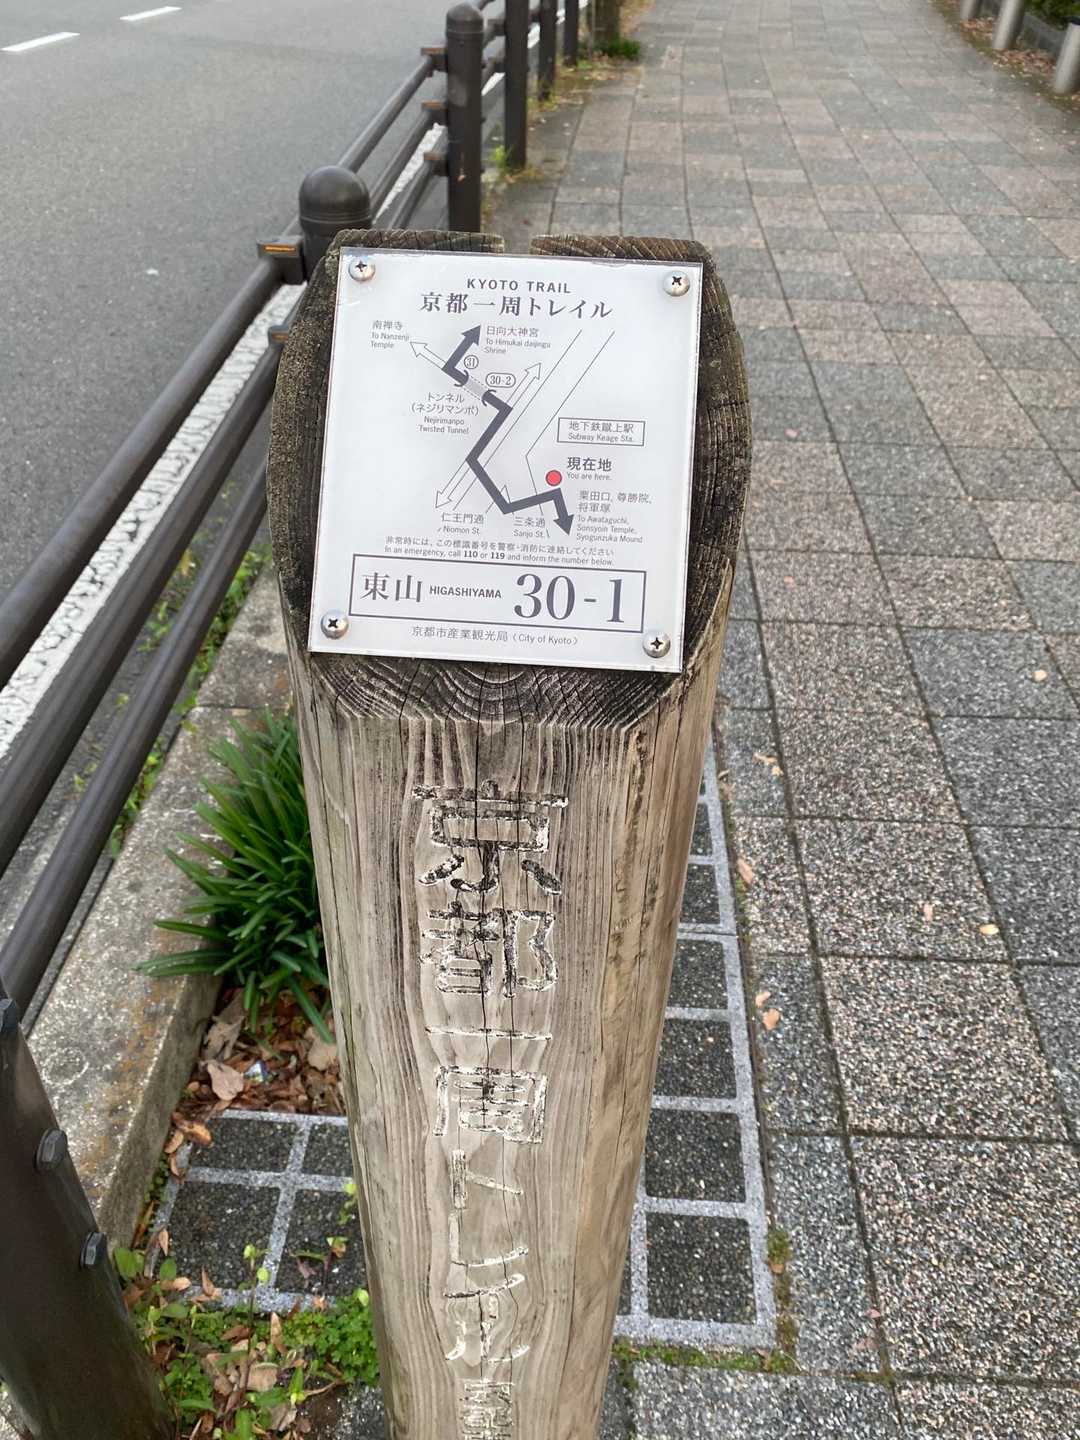 KYOTO TRAIL
京都一周トレイル
南禅寺
To Nanzenji
Temple
日向大神宮
To Himukai daijingu
Shrine
31
30-2
トンネル
(ネジリマンポ)
Nejirimanpo
Twisted Tunnel
地下鉄蹴上駅
Subway Keage Sta.
現在地
You are here.
粟田口, 尊勝院,
将軍塚
To Awataguchi,
Sonsyoin Temple,
Syogunzuka Mound
仁王門通
Niomon St.
三条通
Sanjo St.
非常時には、この標識番号を警察・消防に連絡してください
In an emergency, call 110 or 119 and inform the number below.
東山 HIGASHIYAMA 30-1
京都市産業観光局 (City of Kyoto)
京都一周トレイル